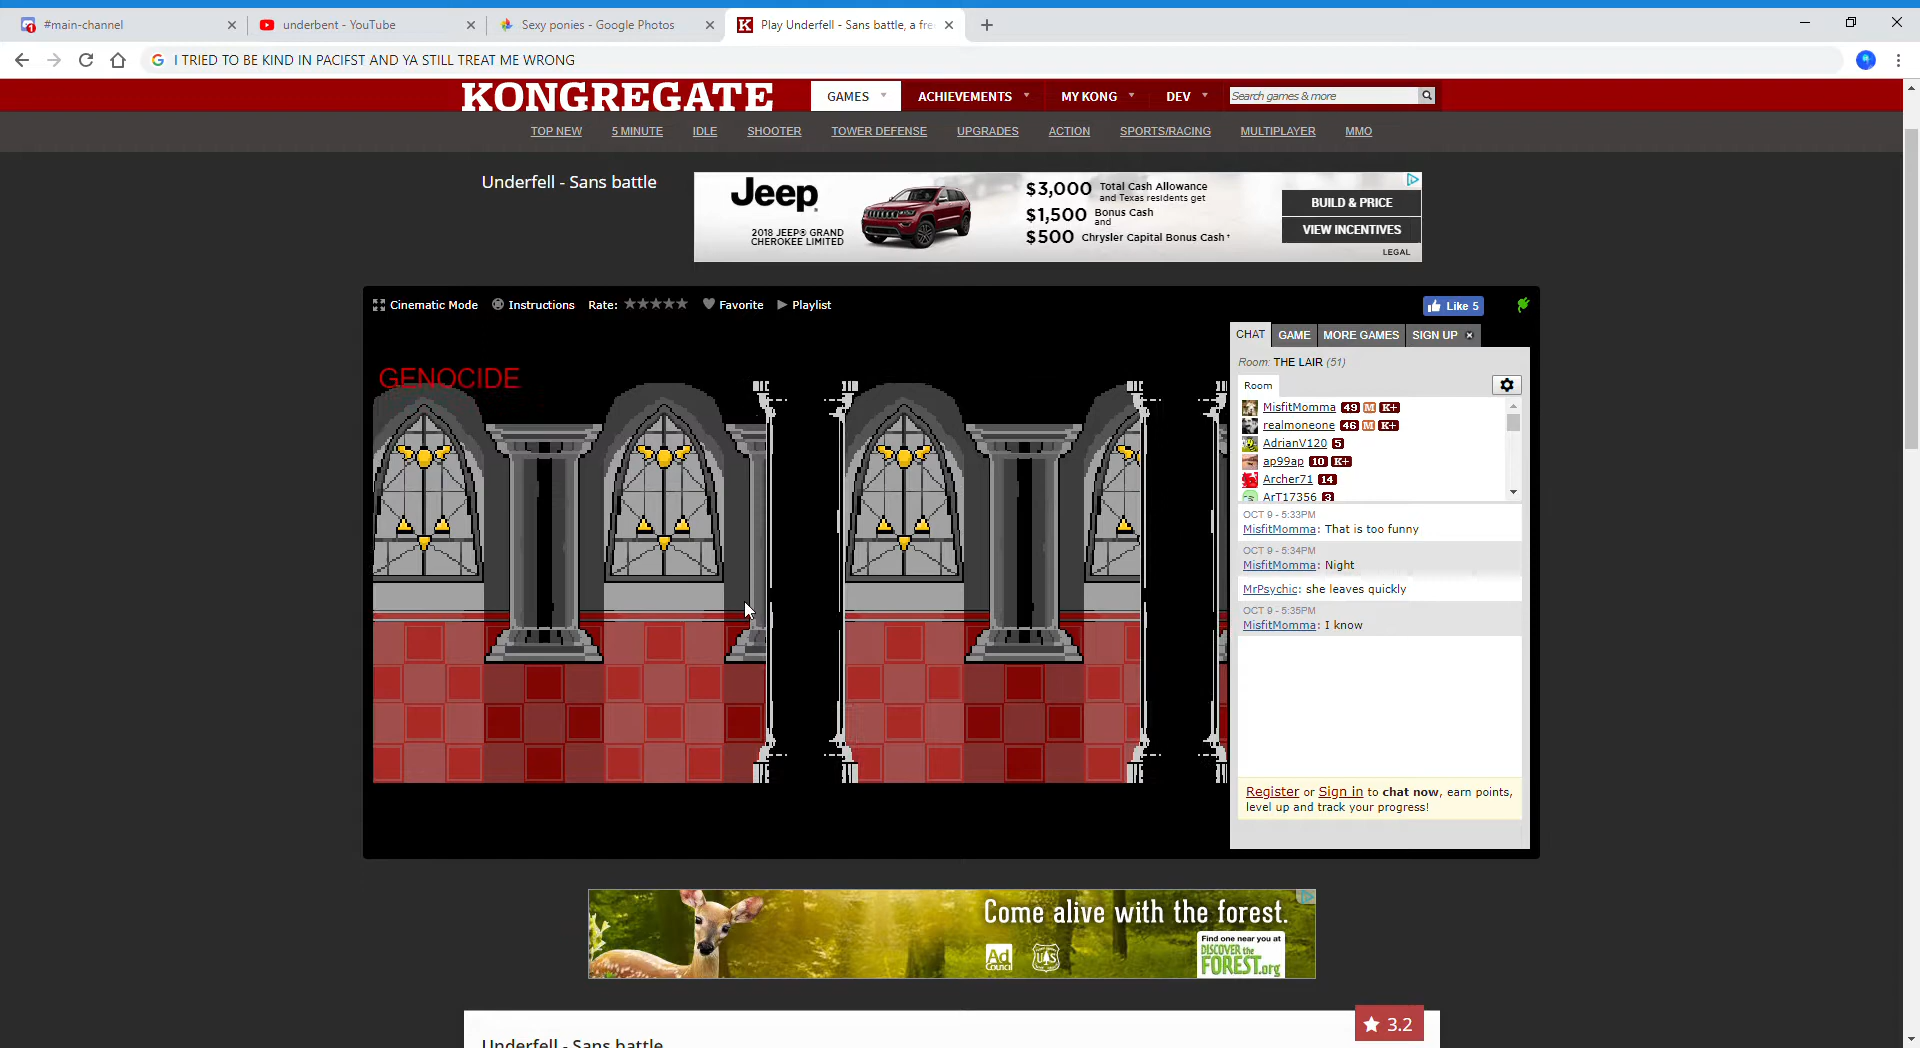 #main-channel
underbent - YouTube
Sexy ponies - Google Photos
Play Underfell - Sans battle, a fre
I TRIED TO BE KIND IN PACIFST AND YA STILL TREAT ME WRONG
KONGREGATE
GAMES
ACHIEVEMENTS
MY KONG
DEV
Search games & more
TOP NEW
5 MINUTE
IDLE
SHOOTER
TOWER DEFENSE
UPGRADES
ACTION
SPORTS/RACING
MULTIPLAYER
MMO
Underfell - Sans battle
Jeep
2018 JEEP® GRAND
CHEROKEE LIMITED
$3,000 Total Cash Allowance
and Texas residents get
$1,500 Bonus Cash
and
$500 Chrysler Capital Bonus Cash
BUILD & PRICE
VIEW INCENTIVES
LEGAL
Cinematic Mode
Instructions
Rate:
Favorite
Playlist
Like 5
CHAT
GAME
MORE GAMES
SIGN UP
Room: THE LAIR (51)
Room
GENOCIDE
MisfitMomma 49 M K+
realmoneone 46 M K+
AdrianV120 5
ap99ap 10 K+
Archer71 14
ArT17356 3
OCT 9 - 5:33PM
MisfitMomma: That is too funny
OCT 9 - 5:34PM
MisfitMomma: Night
MrPsychic: she leaves quickly
OCT 9 - 5:35PM
MisfitMomma: I know
Register or Sign in to chat now, earn points,
level up and track your progress!
Come alive with the forest.
Ad
COUNCIL
UAS
Find one near you at
DISCOVER the
FOREST.org
3.2
Underfell - Sans battle